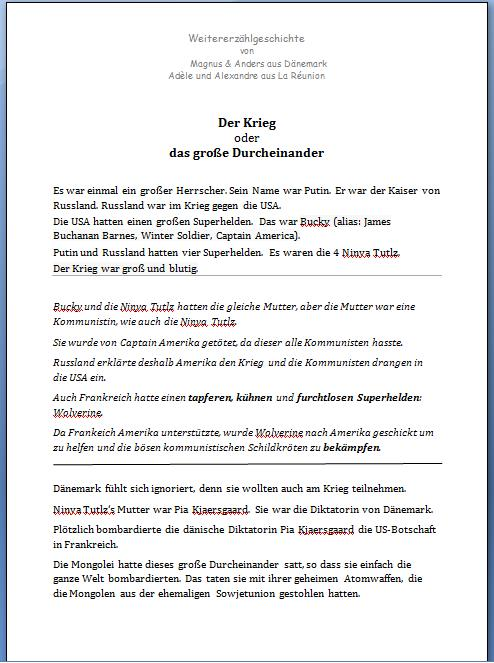 Weitererzählgeschichte
von
Magnus & Anders aus Dänemark
Adèle und Alexandre aus La Réunion
Der Krieg
oder
das große Durcheinander
Es war einmal ein großer Herrscher. Sein Name war Putin. Er war der Kaiser von
Russland. Russland war im Krieg gegen die USA.
Die USA hatten einen großen Superhelden. Das war Bucky (alias: James
Buchanan Barnes, Winter Soldier, Captain America).
Putin und Russland hatten vier Superhelden. Es waren die 4 Ninya Tutlz.
Der Krieg war groß und blutig.
Bucky und die Ninya Tutlz hatten die gleiche Mutter, aber die Mutter war eine
Kommunistin, wie auch die Ninya Tutlz.
Sie wurde von Captain Amerika getötet, da dieser alle Kommunisten hasste.
Russland erklärte deshalb Amerika den Krieg und die Kommunisten drangen in
die USA ein.
Auch Frankreich hatte einen tapferen, kühnen und furchtlosen Superhelden:
Wolverine.
Da Frankeich Amerika unterstützte, wurde Wolverine nach Amerika geschickt um
zu helfen und die bösen kommunistischen Schildkröten zu bekämpfen.
Dänemark fühlt sich ignoriert, denn sie wollten auch am Krieg teilnehmen.
Ninya Tutlz's Mutter war Pia Kjaersgaard. Sie war die Diktatorin von Dänemark.
Plötzlich bombardierte die dänische Diktatorin Pia Kjaersgaard die US-Botschaft
in Frankreich.
Die Mongolei hatte dieses große Durcheinander satt, so dass sie einfach die
ganze Welt bombardierten. Das taten sie mit ihrer geheimen Atomwaffen, die
die Mongolen aus der ehemaligen Sowjetunion gestohlen hatten.